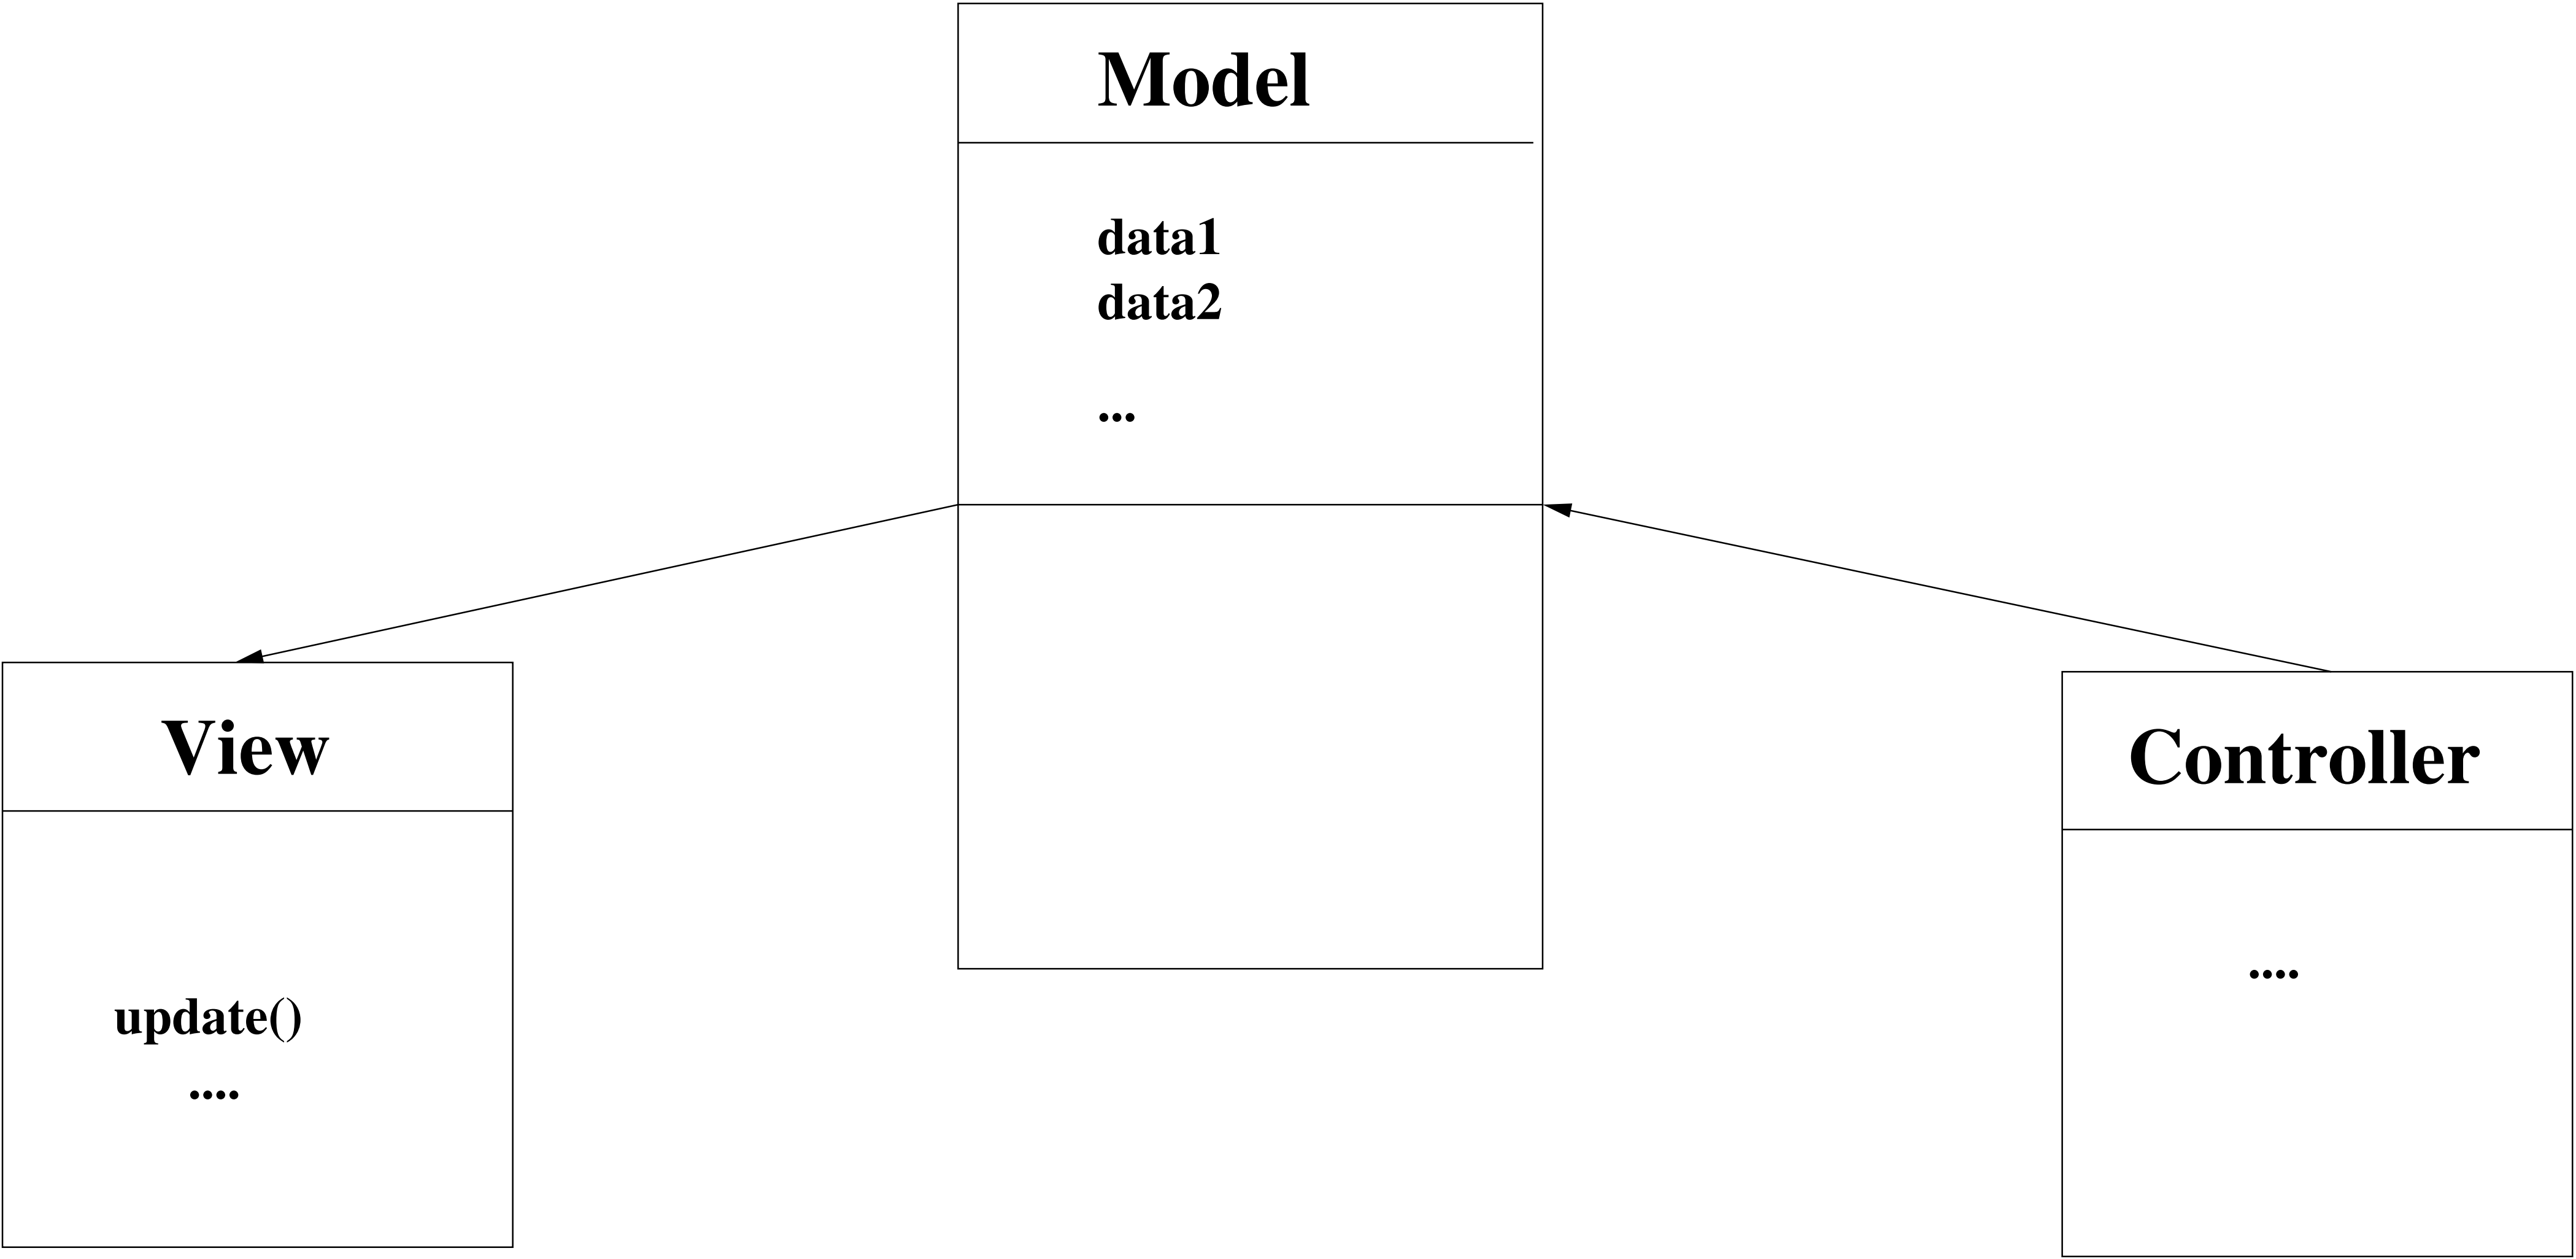 Model
data1
data2
...
View
update()
....
Controller
....